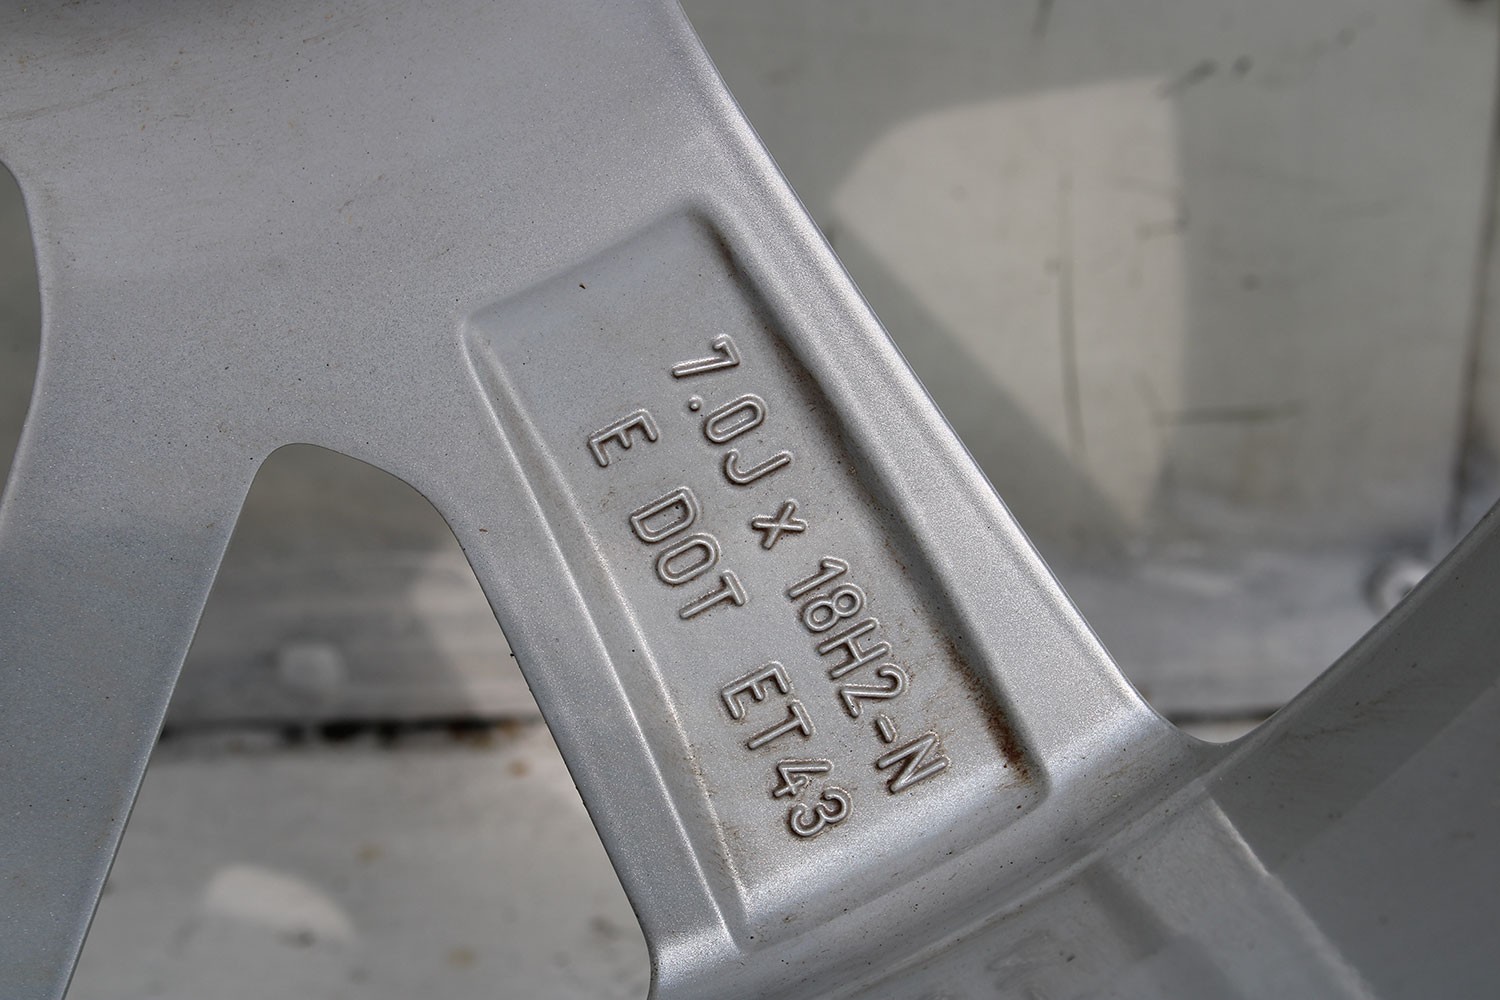 7.0J x 18H2-N
E DOT ET43